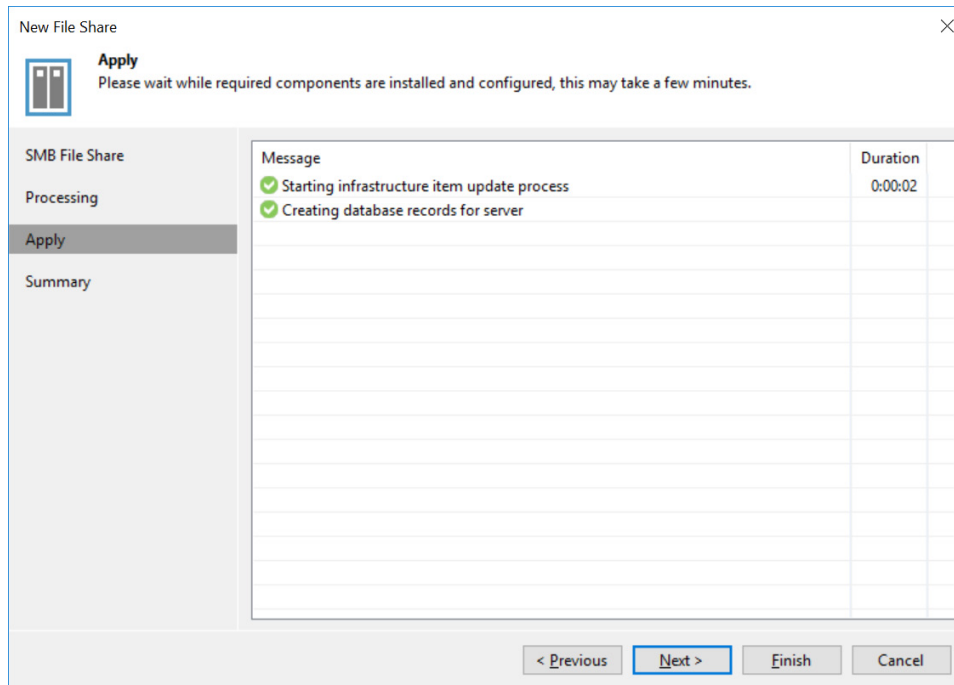 New File Share
Apply
Please wait while required components are installed and configured, this may take a few minutes.
SMB File Share
Processing
Apply
Summary
Message Duration
Starting infrastructure item update process 0:00:02
Creating database records for server
< Previous Next > Finish Cancel